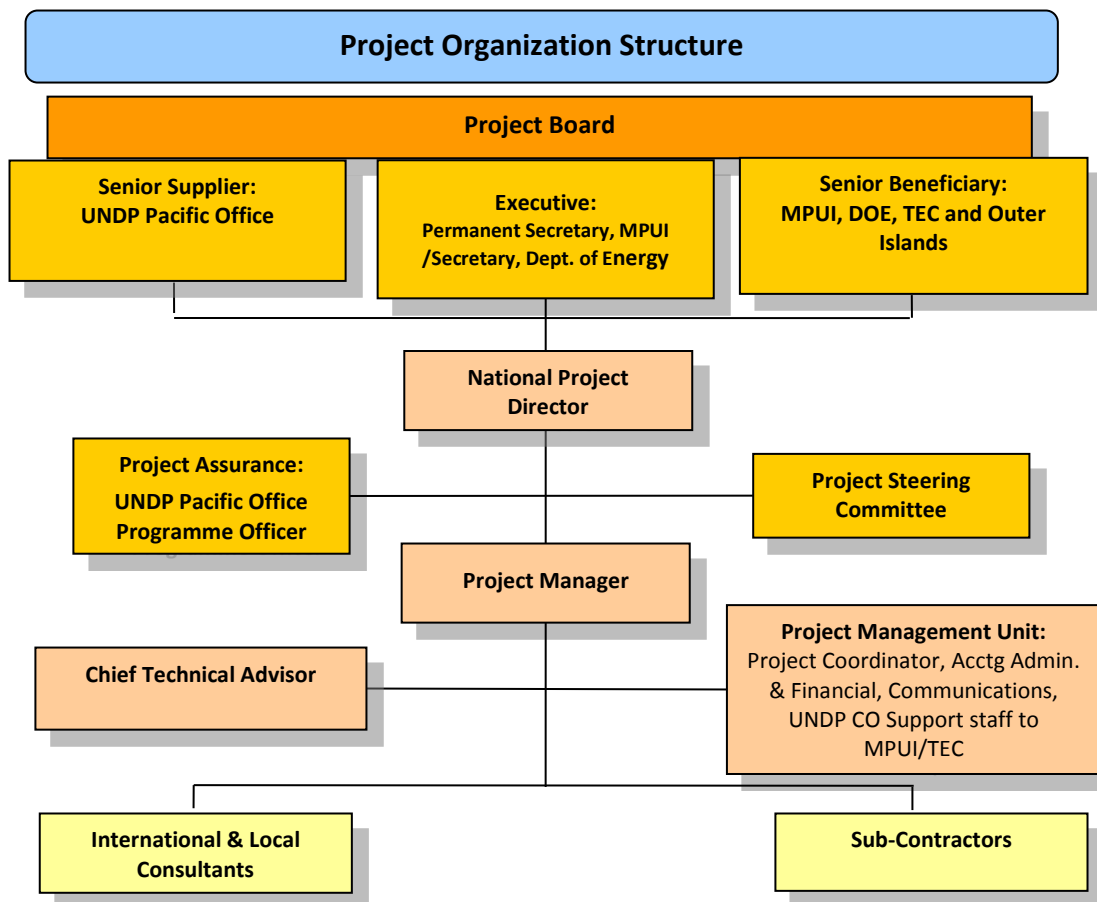 Project Organization Structure
Project Board
Senior Supplier:
UNDP Pacific Office
Executive:
Permanent Secretary, MPUI
/Secretary, Dept. of Energy
Senior Beneficiary:
MPUI, DOE, TEC and Outer
Islands
National Project
Director
Project Assurance:
UNDP Pacific Office
Programme Officer
Project Steering
Committee
Project Manager
Chief Technical Advisor
Project Management Unit:
Project Coordinator, Acctg Admin.
& Financial, Communications,
UNDP CO Support staff to
MPUI/TEC
International & Local
Consultants
Sub-Contractors